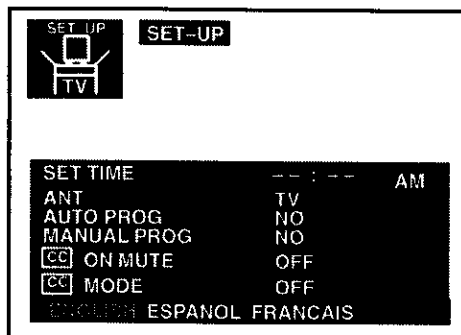 SET UP
TV
SET-UP
SET TIME -- : -- AM
ANT TV
AUTO PROG NO
MANUAL PROG NO
CC ON MUTE OFF
CC MODE OFF
ENGLISH ESPANOL FRANCAIS